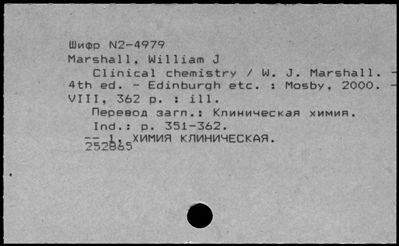 Шифр N2-4979
Marshall, William J
Clinical chemistry / W. J. Marshall. -
4th ed. - Edinburgh etc. : Mosby, 2000. -
VIII, 362 p. : ill.
Перевод загл.: Клиническая химия.
Ind.: p. 351-362.
-- 1. ХИМИЯ КЛИНИЧЕСКАЯ.
252865